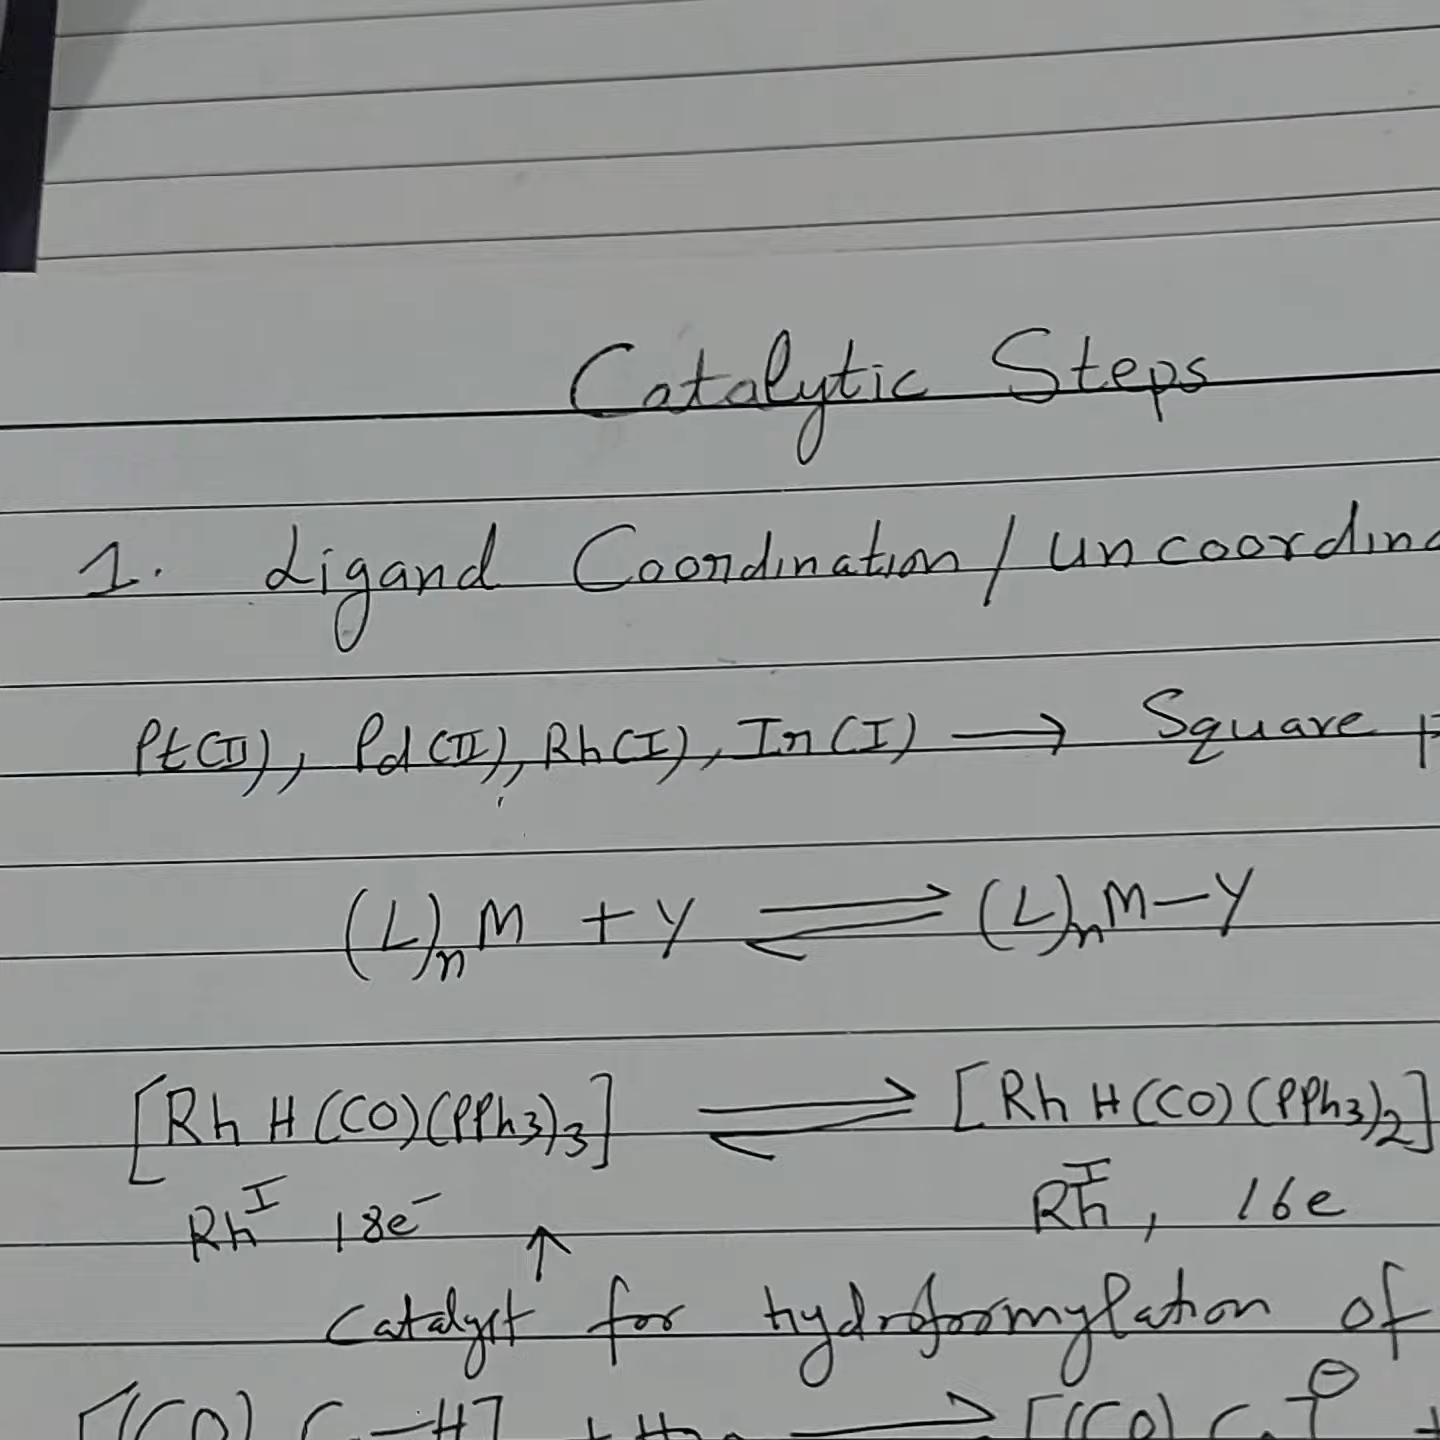 Catalytic Steps
1. Ligand Coordination / uncoordina
Pt(II), Pd(II), Rh(I), Ir(I) → Square p
(L)ₙM + Y ⇌ (L)ₙM—Y
[RhH(CO)(PPh3)₃] ⇌ [RhH(CO)(PPh3)₂]
Rhᴵ 18e⁻ ↑ Rhᴵ, 16e
Catalyst for hydroformylation of